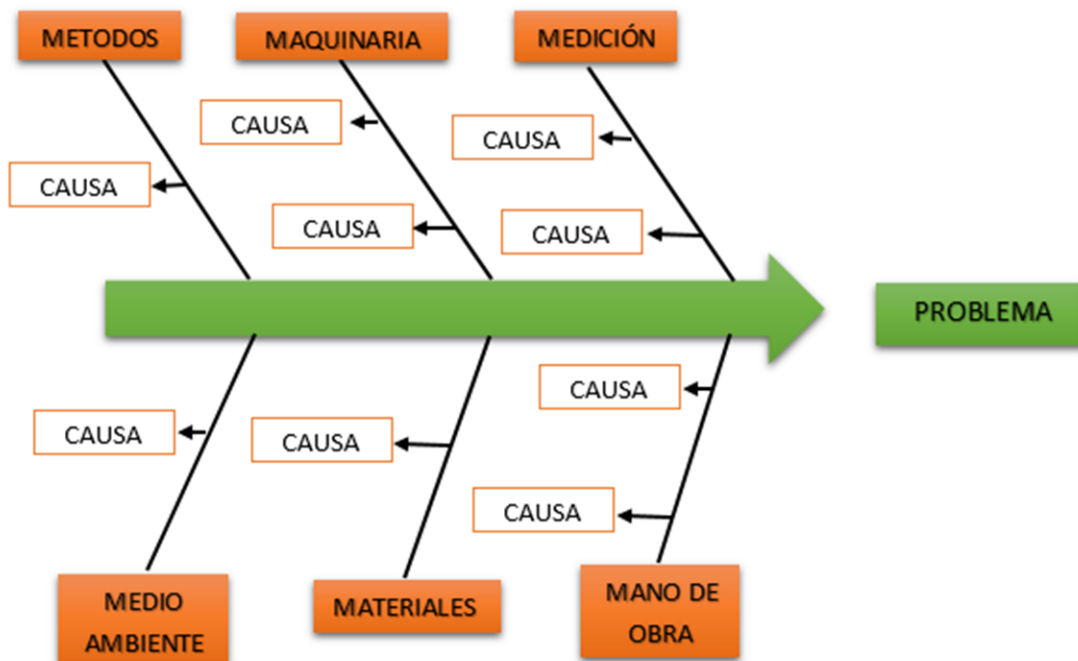 METODOS
MAQUINARIA
MEDICIÓN
CAUSA
CAUSA
CAUSA
CAUSA
CAUSA
PROBLEMA
CAUSA
CAUSA
CAUSA
CAUSA
MEDIO
AMBIENTE
MATERIALES
MANO DE
OBRA